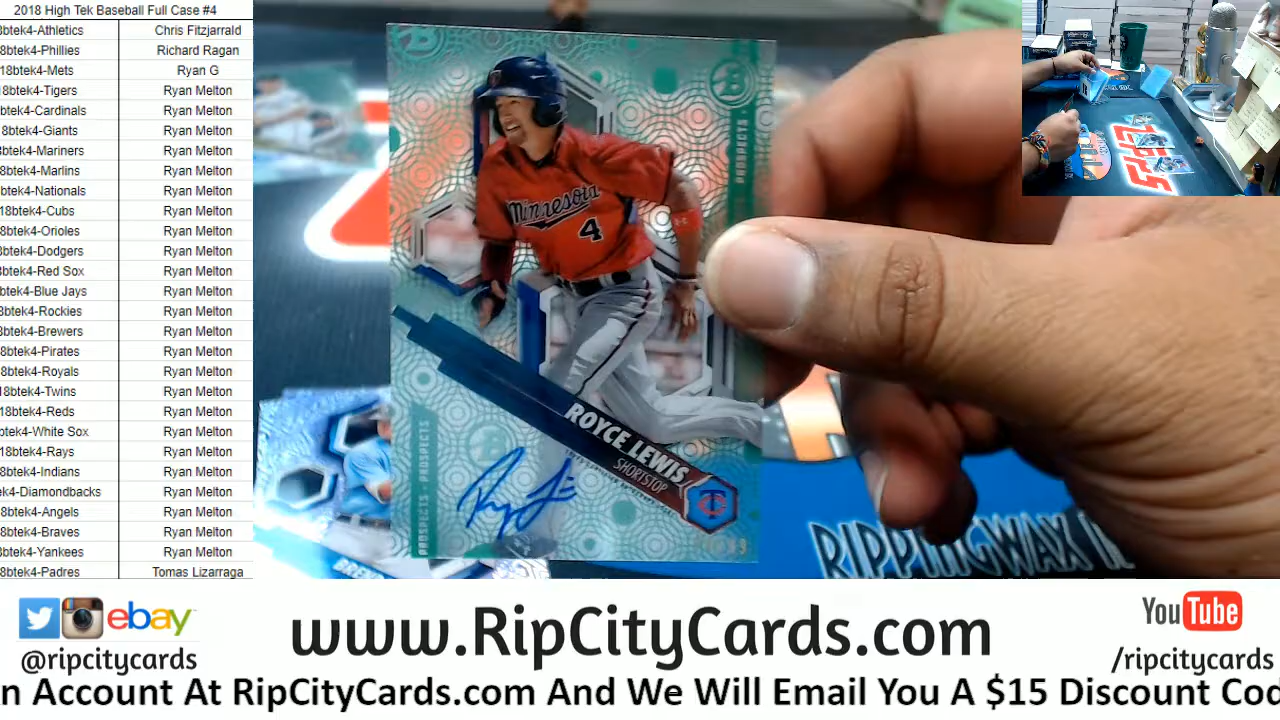 2018 High Tek Baseball Full Case #4
8btek4-Athletics Chris Fitzjarrald
8btek4-Phillies Richard Ragan
18btek4-Mets Ryan G
18btek4-Tigers Ryan Melton
btek4-Cardinals Ryan Melton
8btek4-Giants Ryan Melton
8btek4-Mariners Ryan Melton
18btek4-Marlins Ryan Melton
btek4-Nationals Ryan Melton
18btek4-Cubs Ryan Melton
8btek4-Orioles Ryan Melton
8btek4-Dodgers Ryan Melton
8btek4-Red Sox Ryan Melton
btek4-Blue Jays Ryan Melton
8btek4-Rockies Ryan Melton
8btek4-Brewers Ryan Melton
8btek4-Pirates Ryan Melton
8btek4-Royals Ryan Melton
18btek4-Twins Ryan Melton
18btek4-Reds Ryan Melton
btek4-White Sox Ryan Melton
18btek4-Rays Ryan Melton
8btek4-Indians Ryan Melton
ek4-Diamondbacks Ryan Melton
8btek4-Angels Ryan Melton
8btek4-Braves Ryan Melton
8btek4-Yankees Ryan Melton
8btek4-Padres Tomas Lizarraga
B
PROSPECTS
Minnesota
4
ROYCE LEWIS
SHORTSTOP
PROSPECTS · PROSPECTS
RIPPINGWAX
ebay
@ripcitycards
www.RipCityCards.com
YouTube
/ripcitycards
n Account At RipCityCards.com And We Will Email You A $15 Discount Cod